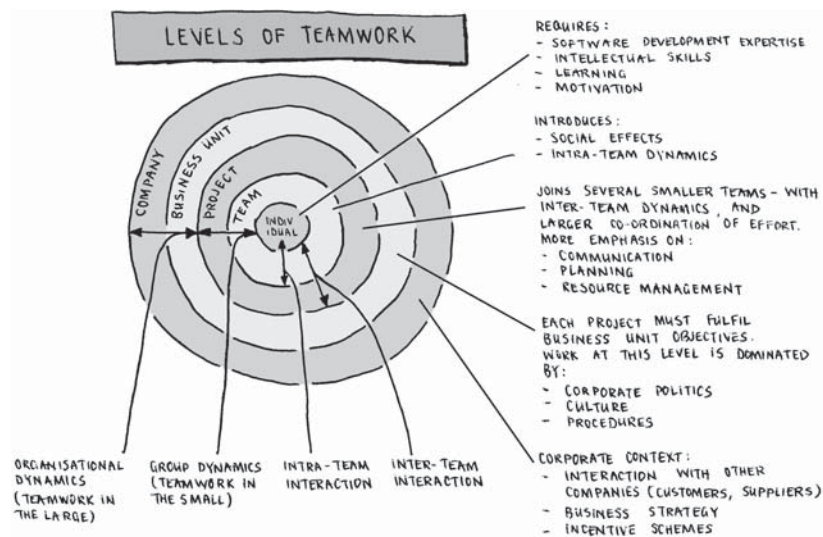 LEVELS OF TEAMWORK
COMPANY
BUSINESS UNIT
PROJECT
TEAM
INDIV
IDUAL
REQUIRES:
- SOFTWARE DEVELOPMENT EXPERTISE
- INTELLECTUAL SKILLS
- LEARNING
- MOTIVATION
INTRODUCES:
- SOCIAL EFFECTS
- INTRA-TEAM DYNAMICS
JOINS SEVERAL SMALLER TEAMS - WITH
INTER-TEAM DYNAMICS, AND
LARGER CO-ORDINATION OF EFFORT.
MORE EMPHASIS ON:
- COMMUNICATION
- PLANNING
- RESOURCE MANAGEMENT
EACH PROJECT MUST FULFIL
BUSINESS UNIT OBJECTIVES.
WORK AT THIS LEVEL IS DOMINATED
BY:
- CORPORATE POLITICS
- CULTURE
- PROCEDURES
CORPORATE CONTEXT:
- INTERACTION WITH OTHER
COMPANIES (CUSTOMERS, SUPPLIERS)
- BUSINESS STRATEGY
- INCENTIVE SCHEMES
ORGANISATIONAL
DYNAMICS
(TEAMWORK IN
THE LARGE)
GROUP DYNAMICS
(TEAMWORK IN
THE SMALL)
INTRA-TEAM
INTERACTION
INTER-TEAM
INTERACTION